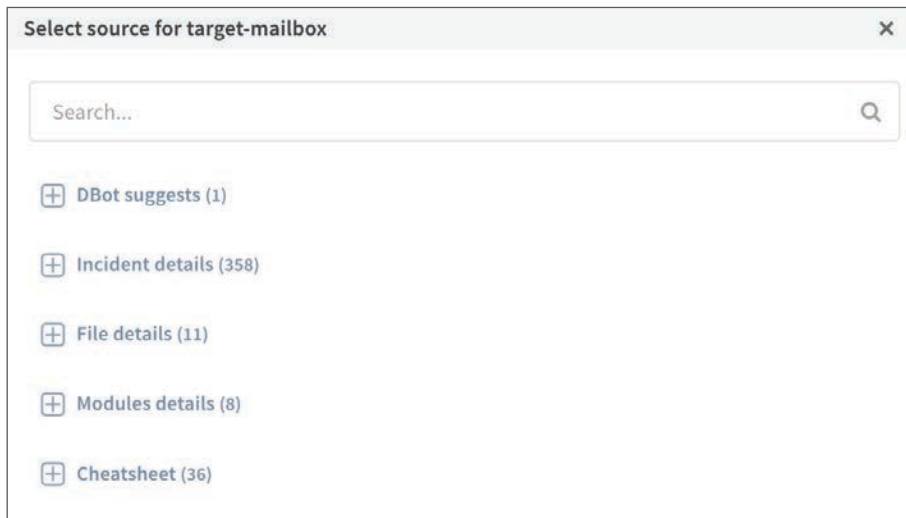 Select source for target-mailbox
Search...
DBot suggests (1)
Incident details (358)
File details (11)
Modules details (8)
Cheatsheet (36)